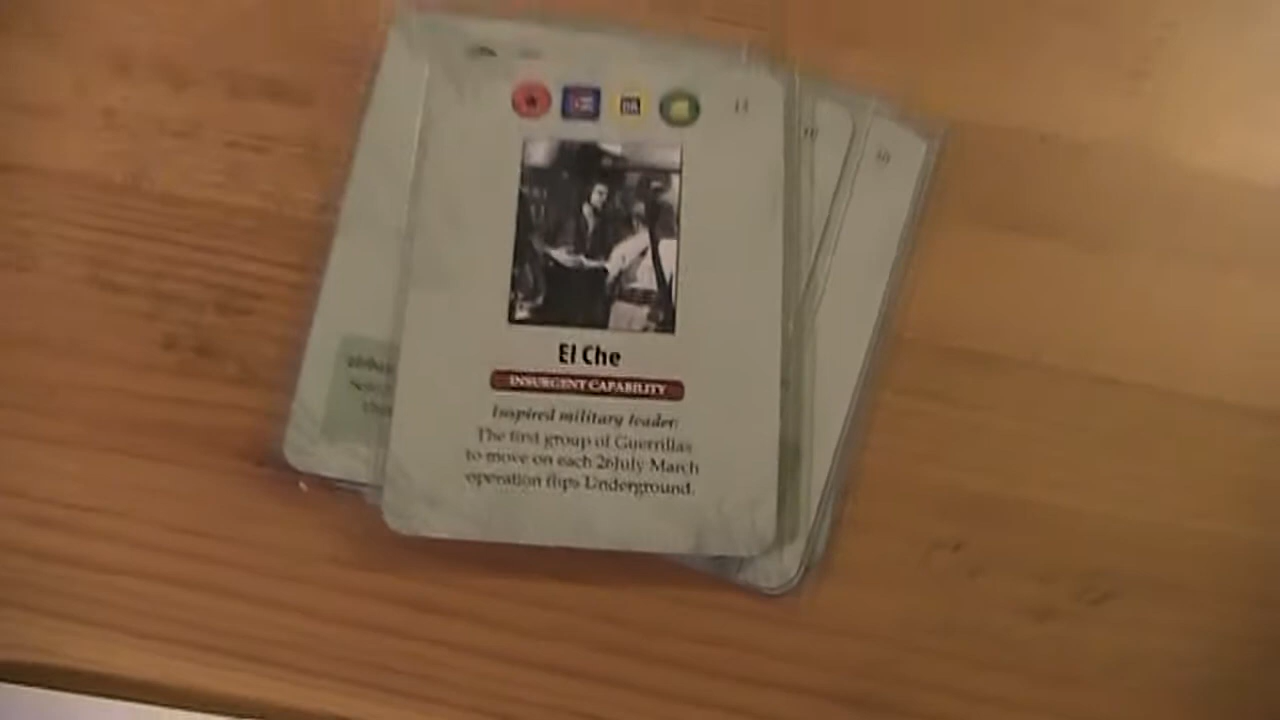 DR
El Che
INSURGENT CAPABILITY
Inspired military leader:
The first group of Guerrillas
to move on each 26July March
operation flips Underground.